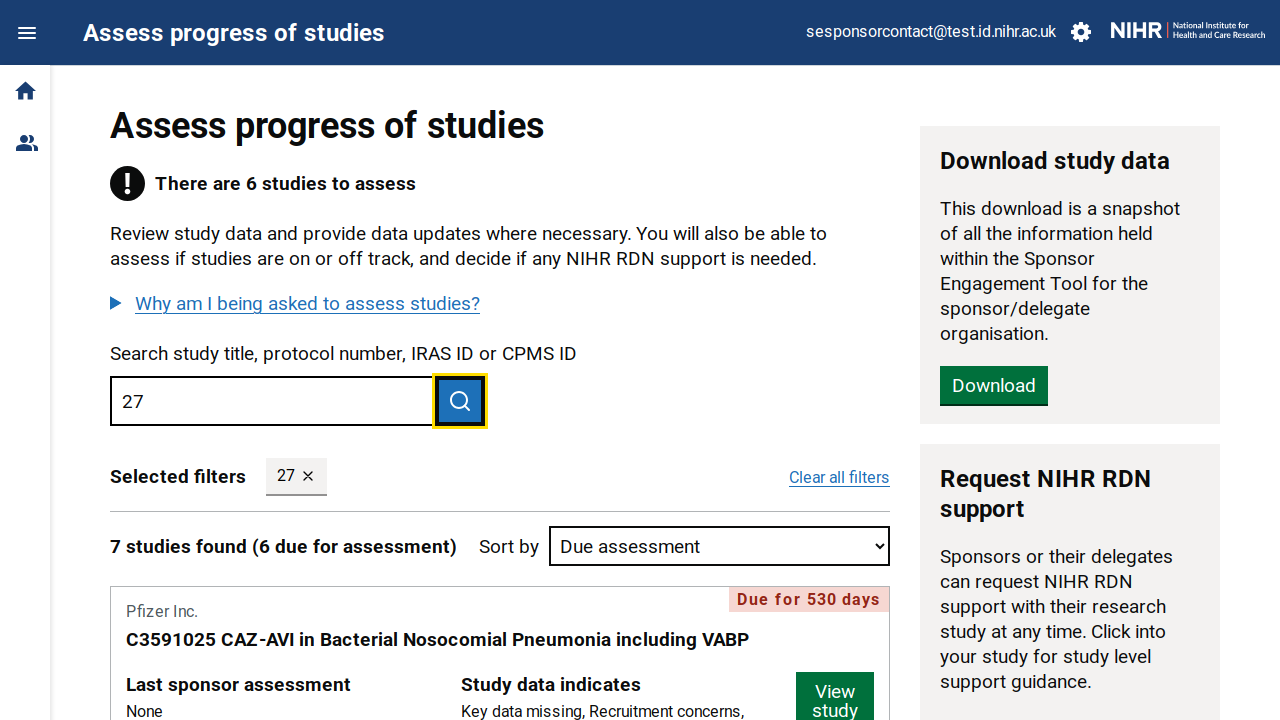 Assess progress of studies
sesponsorcontact@test.id.nihr.ac.uk
NIHR | National Institute for
Health and Care Research
Assess progress of studies
There are 6 studies to assess
Review study data and provide data updates where necessary. You will also be able to
assess if studies are on or off track, and decide if any NIHR RDN support is needed.
Why am I being asked to assess studies?
Search study title, protocol number, IRAS ID or CPMS ID
27
Selected filters 27 ×
Clear all filters
7 studies found (6 due for assessment) Sort by Due assessment
Due for 530 days
Pfizer Inc.
C3591025 CAZ-AVI in Bacterial Nosocomial Pneumonia including VABP
Last sponsor assessment
None
Study data indicates
Key data missing, Recruitment concerns,
View
study
Download study data
This download is a snapshot
of all the information held
within the Sponsor
Engagement Tool for the
sponsor/delegate
organisation.
Download
Request NIHR RDN
support
Sponsors or their delegates
can request NIHR RDN
support with their research
study at any time. Click into
your study for study level
support guidance.